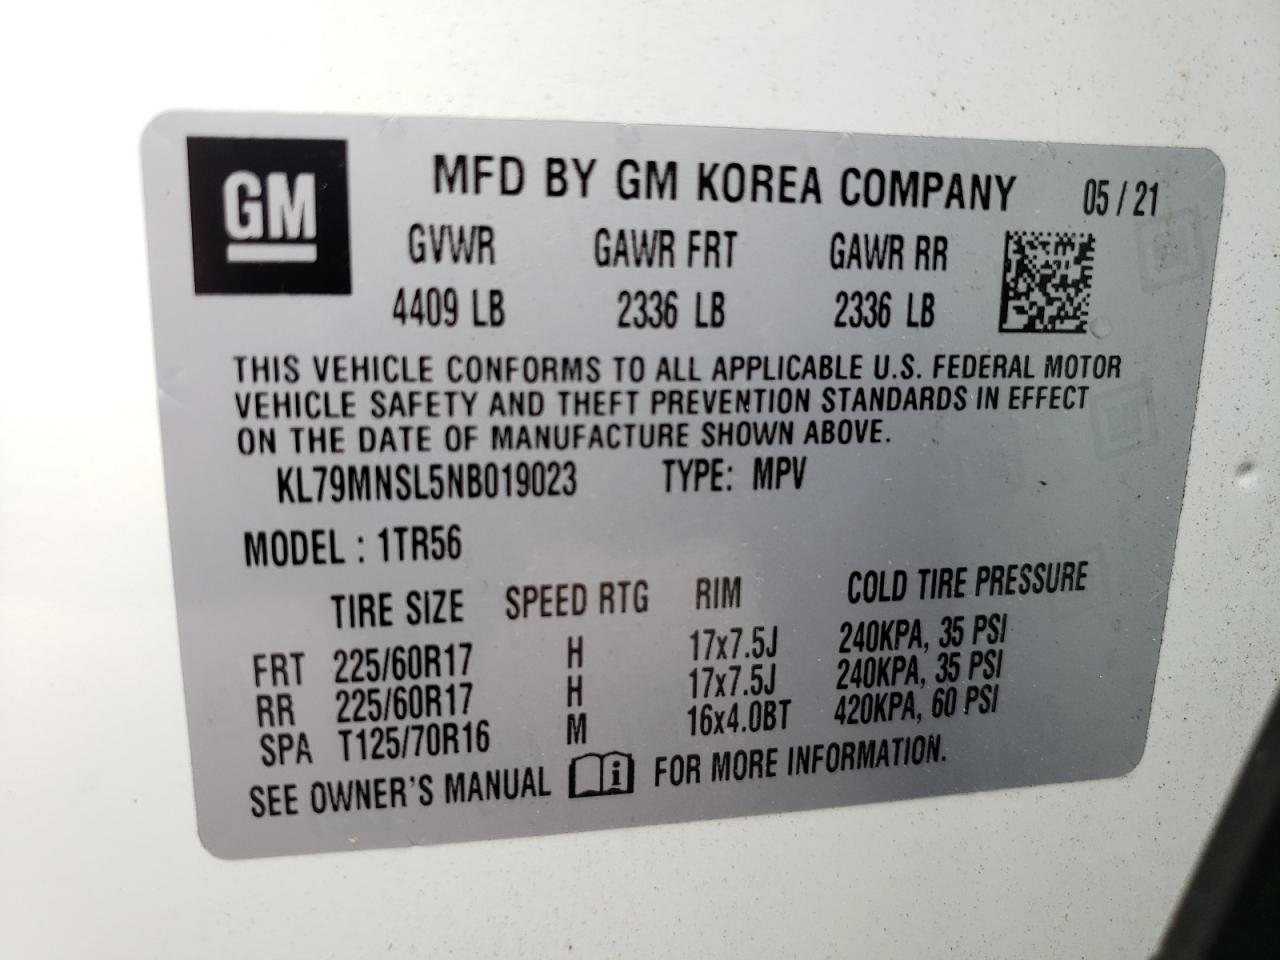 GM
MFD BY GM KOREA COMPANY 05 / 21
GVWR GAWR FRT GAWR RR
4409 LB 2336 LB 2336 LB
THIS VEHICLE CONFORMS TO ALL APPLICABLE U.S. FEDERAL MOTOR
VEHICLE SAFETY AND THEFT PREVENTION STANDARDS IN EFFECT
ON THE DATE OF MANUFACTURE SHOWN ABOVE.
KL79MNSL5NB019023 TYPE: MPV
MODEL : 1TR56
TIRE SIZE SPEED RTG RIM COLD TIRE PRESSURE
FRT 225/60R17 H 17x7.5J 240KPA, 35 PSI
RR 225/60R17 H 17x7.5J 240KPA, 35 PSI
SPA T125/70R16 M 16x4.0BT 420KPA, 60 PSI
SEE OWNER'S MANUAL i FOR MORE INFORMATION.